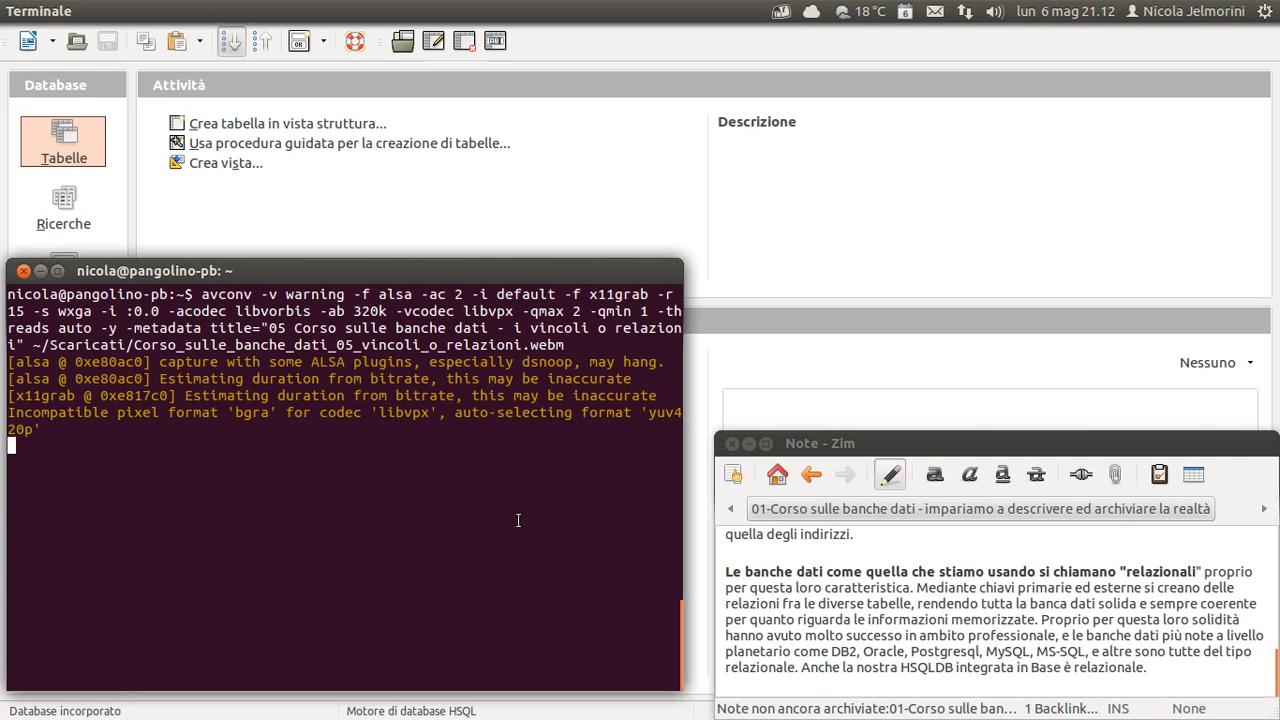 Terminale
18 °C
6
lun 6 mag 21.12
Nicola Jelmorini
Database
Attività
Crea tabella in vista struttura...
Usa procedura guidata per la creazione di tabelle...
Crea vista...
Descrizione
Tabelle
Ricerche
nicola@pangolino-pb: ~
nicola@pangolino-pb:~$ avconv -v warning -f alsa -ac 2 -i default -f x11grab -r
15 -s wxga -i :0.0 -acodec libvorbis -ab 320k -vcodec libvpx -qmax 2 -qmin 1 -th
reads auto -y -metadata title="05 Corso sulle banche dati - i vincoli o relazion
i" ~/Scaricati/Corso_sulle_banche_dati_05_vincoli_o_relazioni.webm
[alsa @ 0xe80ac0] capture with some ALSA plugins, especially dsnoop, may hang.
[alsa @ 0xe80ac0] Estimating duration from bitrate, this may be inaccurate
[x11grab @ 0xe817c0] Estimating duration from bitrate, this may be inaccurate
Incompatible pixel format 'bgra' for codec 'libvpx', auto-selecting format 'yuv4
20p'
Nessuno
Note - Zim
01-Corso sulle banche dati - impariamo a descrivere ed archiviare la realtà
quella degli indirizzi.
Le banche dati come quella che stiamo usando si chiamano "relazionali" proprio
per questa loro caratteristica. Mediante chiavi primarie ed esterne si creano delle
relazioni fra le diverse tabelle, rendendo tutta la banca dati solida e sempre coerente
per quanto riguarda le informazioni memorizzate. Proprio per questa loro solidità
hanno avuto molto successo in ambito professionale, e le banche dati più note a livello
planetario come DB2, Oracle, Postgresql, MySQL, MS-SQL, e altre sono tutte del tipo
relazionale. Anche la nostra HSQLDB integrata in Base è relazionale.
Note non ancora archiviate:01-Corso sulle ban... 1 Backlink... INS None
Database incorporato
Motore di database HSQL